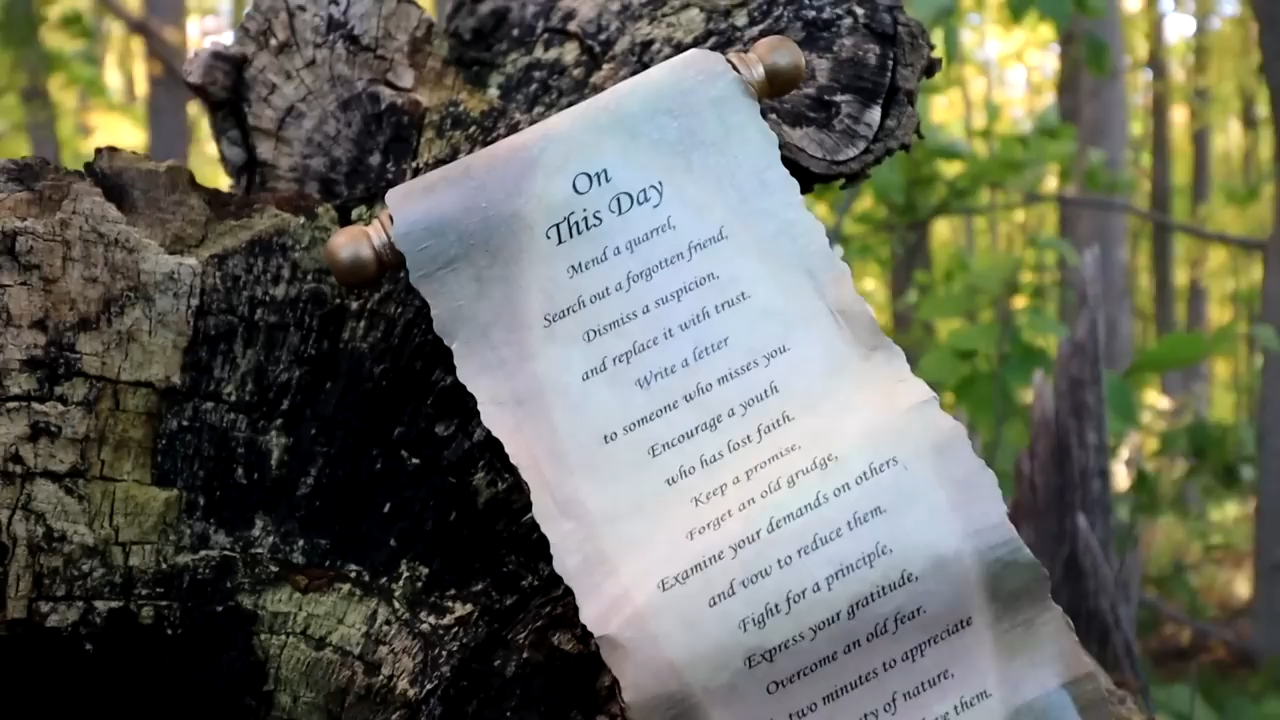 On
This Day
Mend a quarrel,
Search out a forgotten friend,
Dismiss a suspicion,
and replace it with trust.
Write a letter
to someone who misses you.
Encourage a youth
who has lost faith.
Keep a promise,
Forget an old grudge,
Examine your demands on others
and vow to reduce them.
Fight for a principle,
Express your gratitude,
Overcome an old fear.
two minutes to appreciate
of nature,
them.